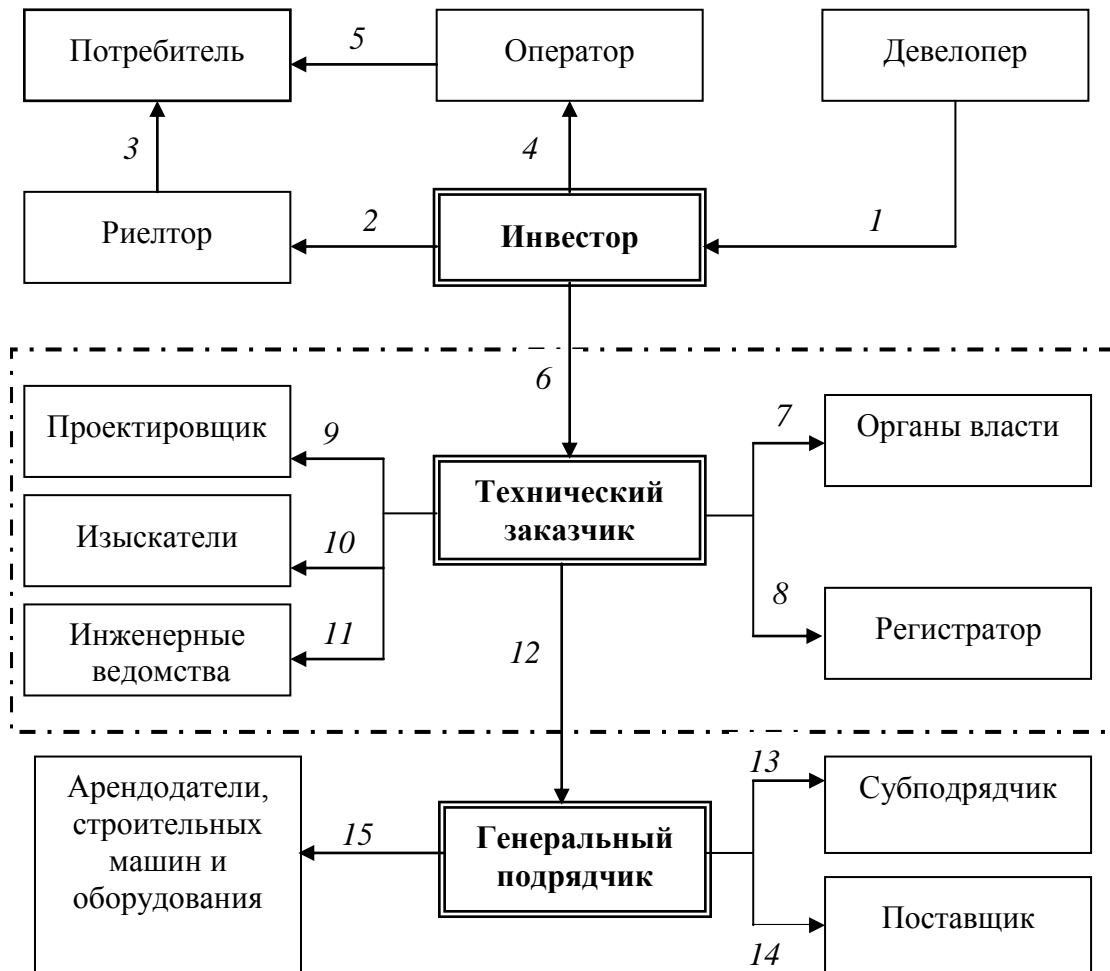 Потребитель
5
Оператор
Девелопер
3
4
Риелтор
2
Инвестор
1
6
Проектировщик
9
7
Органы власти
Технический
заказчик
Изыскатели
10
8
Регистратор
Инженерные
ведомства
11
12
Арендодатели,
строительных
машин и
оборудования
15
Генеральный
подрядчик
13
Субподрядчик
14
Поставщик